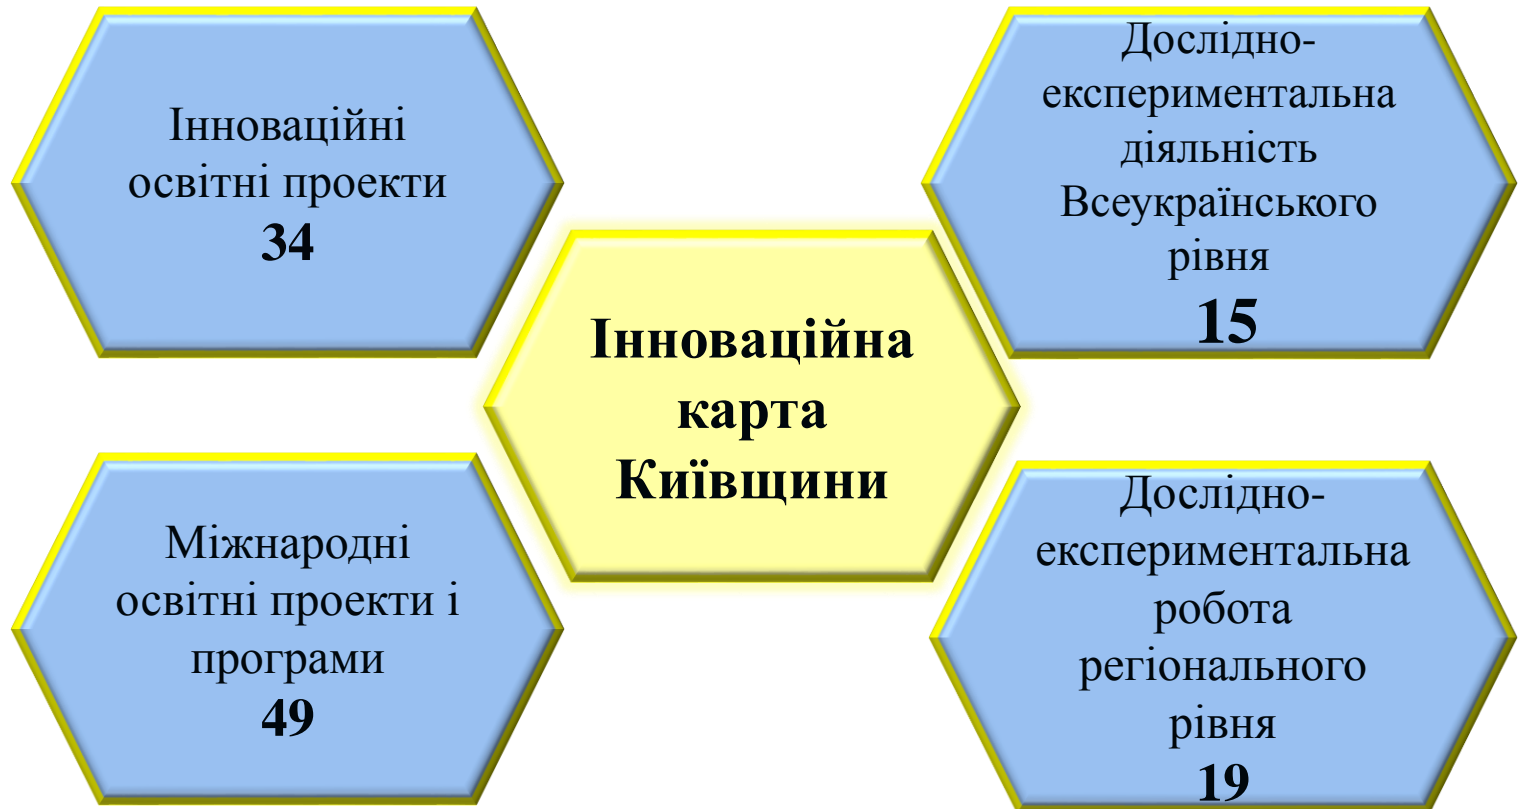 Інноваційні
освітні проекти
34
Дослідно-
експериментальна
діяльність
Всеукраїнського
рівня
15
Інноваційна
карта
Київщини
Міжнародні
освітні проекти і
програми
49
Дослідно-
експериментальна
робота
регіонального
рівня
19